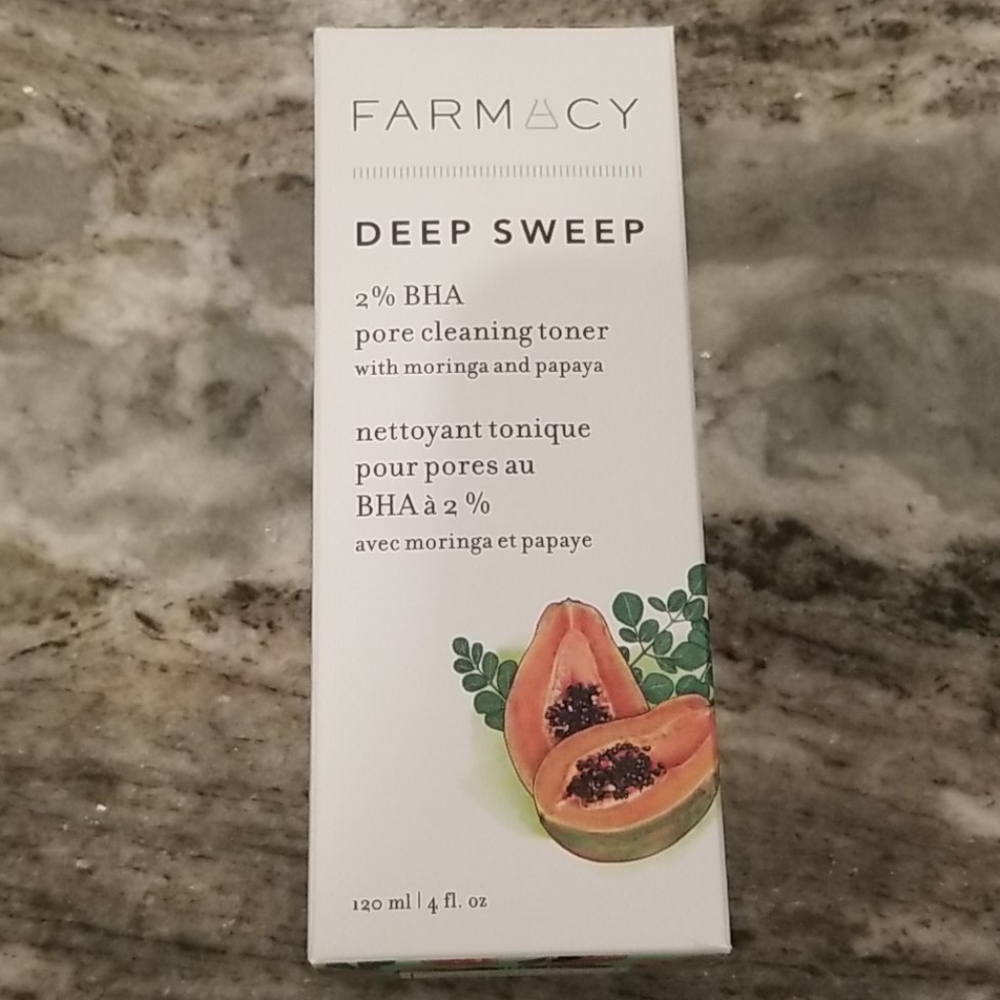 FARMACY
DEEP SWEEP
2% BHA
pore cleaning toner
with moringa and papaya
nettoyant tonique
pour pores au
BHA à 2 %
avec moringa et papaye
120 ml | 4 fl. oz